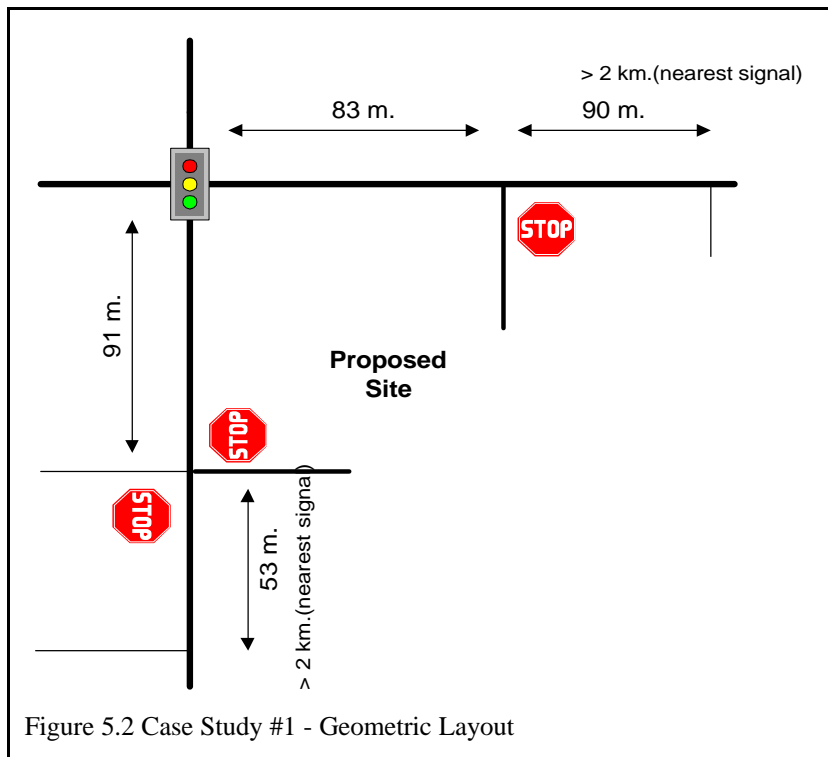 > 2 km.(nearest signal)
83 m.
90 m.
STOP
91 m.
Proposed
Site
STOP
STOP
53 m.
> 2 km.(nearest signal)
Figure 5.2 Case Study #1 - Geometric Layout